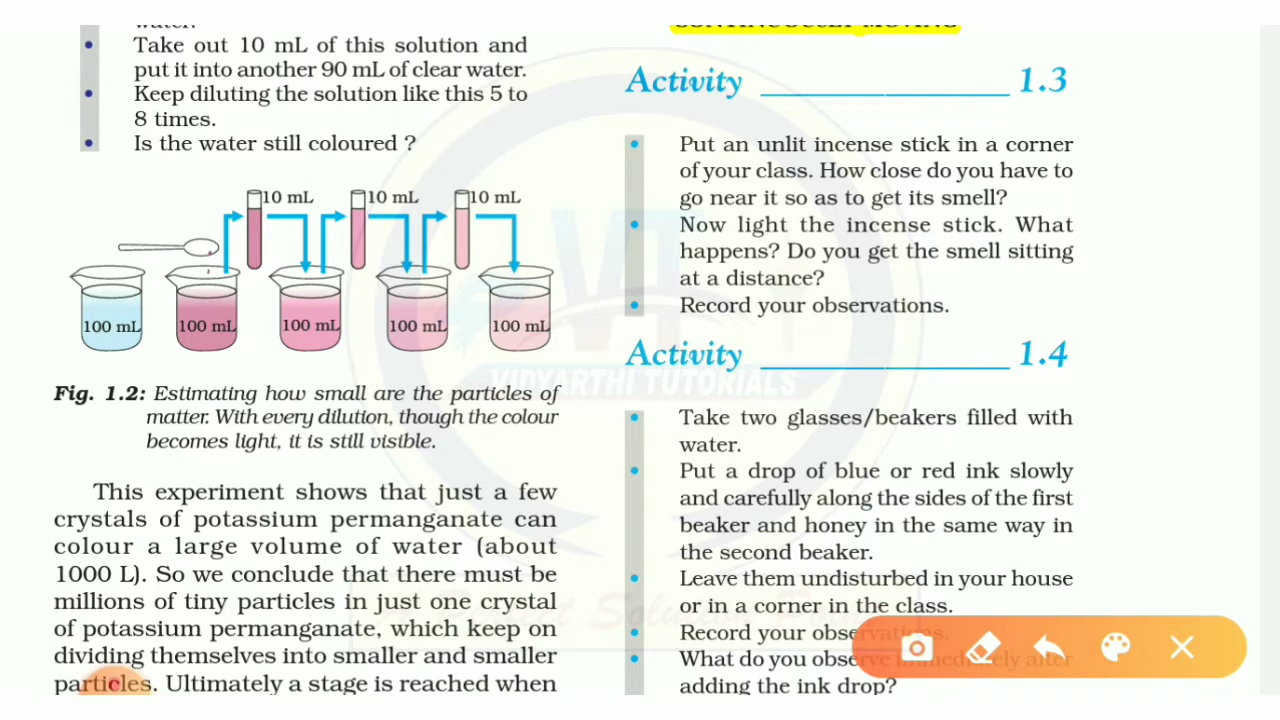 water.
Take out 10 mL of this solution and
put it into another 90 mL of clear water.
Keep diluting the solution like this 5 to
8 times.
Is the water still coloured ?
10 mL 10 mL 10 mL
100 mL 100 mL 100 mL 100 mL 100 mL
Fig. 1.2: Estimating how small are the particles of
matter. With every dilution, though the colour
becomes light, it is still visible.
This experiment shows that just a few
crystals of potassium permanganate can
colour a large volume of water (about
1000 L). So we conclude that there must be
millions of tiny particles in just one crystal
of potassium permanganate, which keep on
dividing themselves into smaller and smaller
particles. Ultimately a stage is reached when
CONTINUOUSLY MOVING
Activity 1.3
Put an unlit incense stick in a corner
of your class. How close do you have to
go near it so as to get its smell?
Now light the incense stick. What
happens? Do you get the smell sitting
at a distance?
Record your observations.
Activity 1.4
Take two glasses/beakers filled with
water.
Put a drop of blue or red ink slowly
and carefully along the sides of the first
beaker and honey in the same way in
the second beaker.
Leave them undisturbed in your house
or in a corner in the class.
Record your observations.
What do you observe immediately after
adding the ink drop?
VT
VIDYARTHI TUTORIALS
A Perfect Solution Point